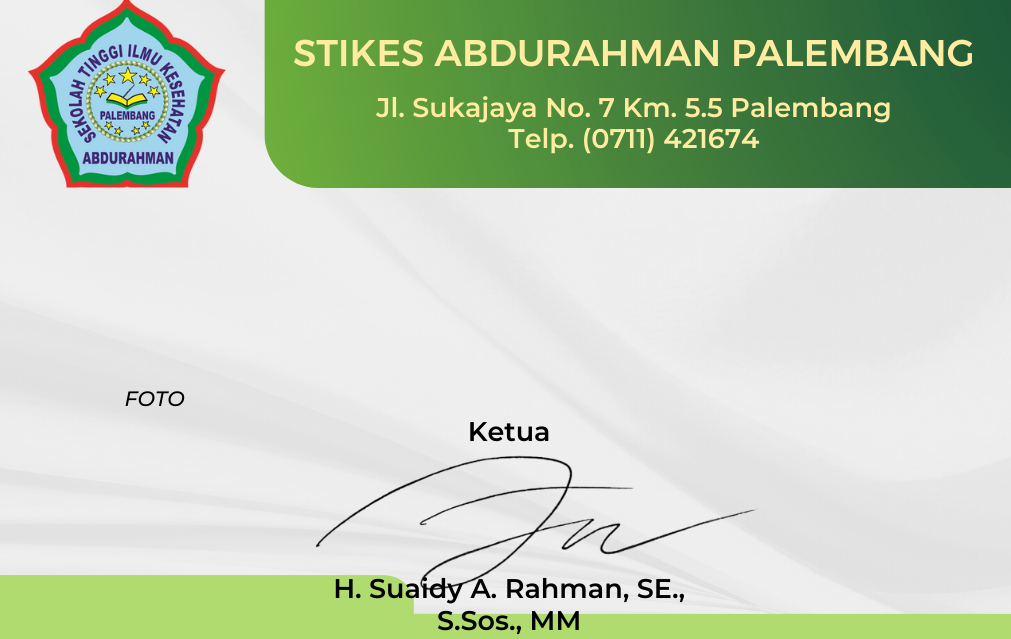 SEKOLAH TINGGI ILMU KESEHATAN
PALEMBANG
ABDURAHMAN
STIKES ABDURAHMAN PALEMBANG
Jl. Sukajaya No. 7 Km. 5.5 Palembang
Telp. (0711) 421674
FOTO
Ketua
H. Suaidy A. Rahman, SE.,
S.Sos., MM